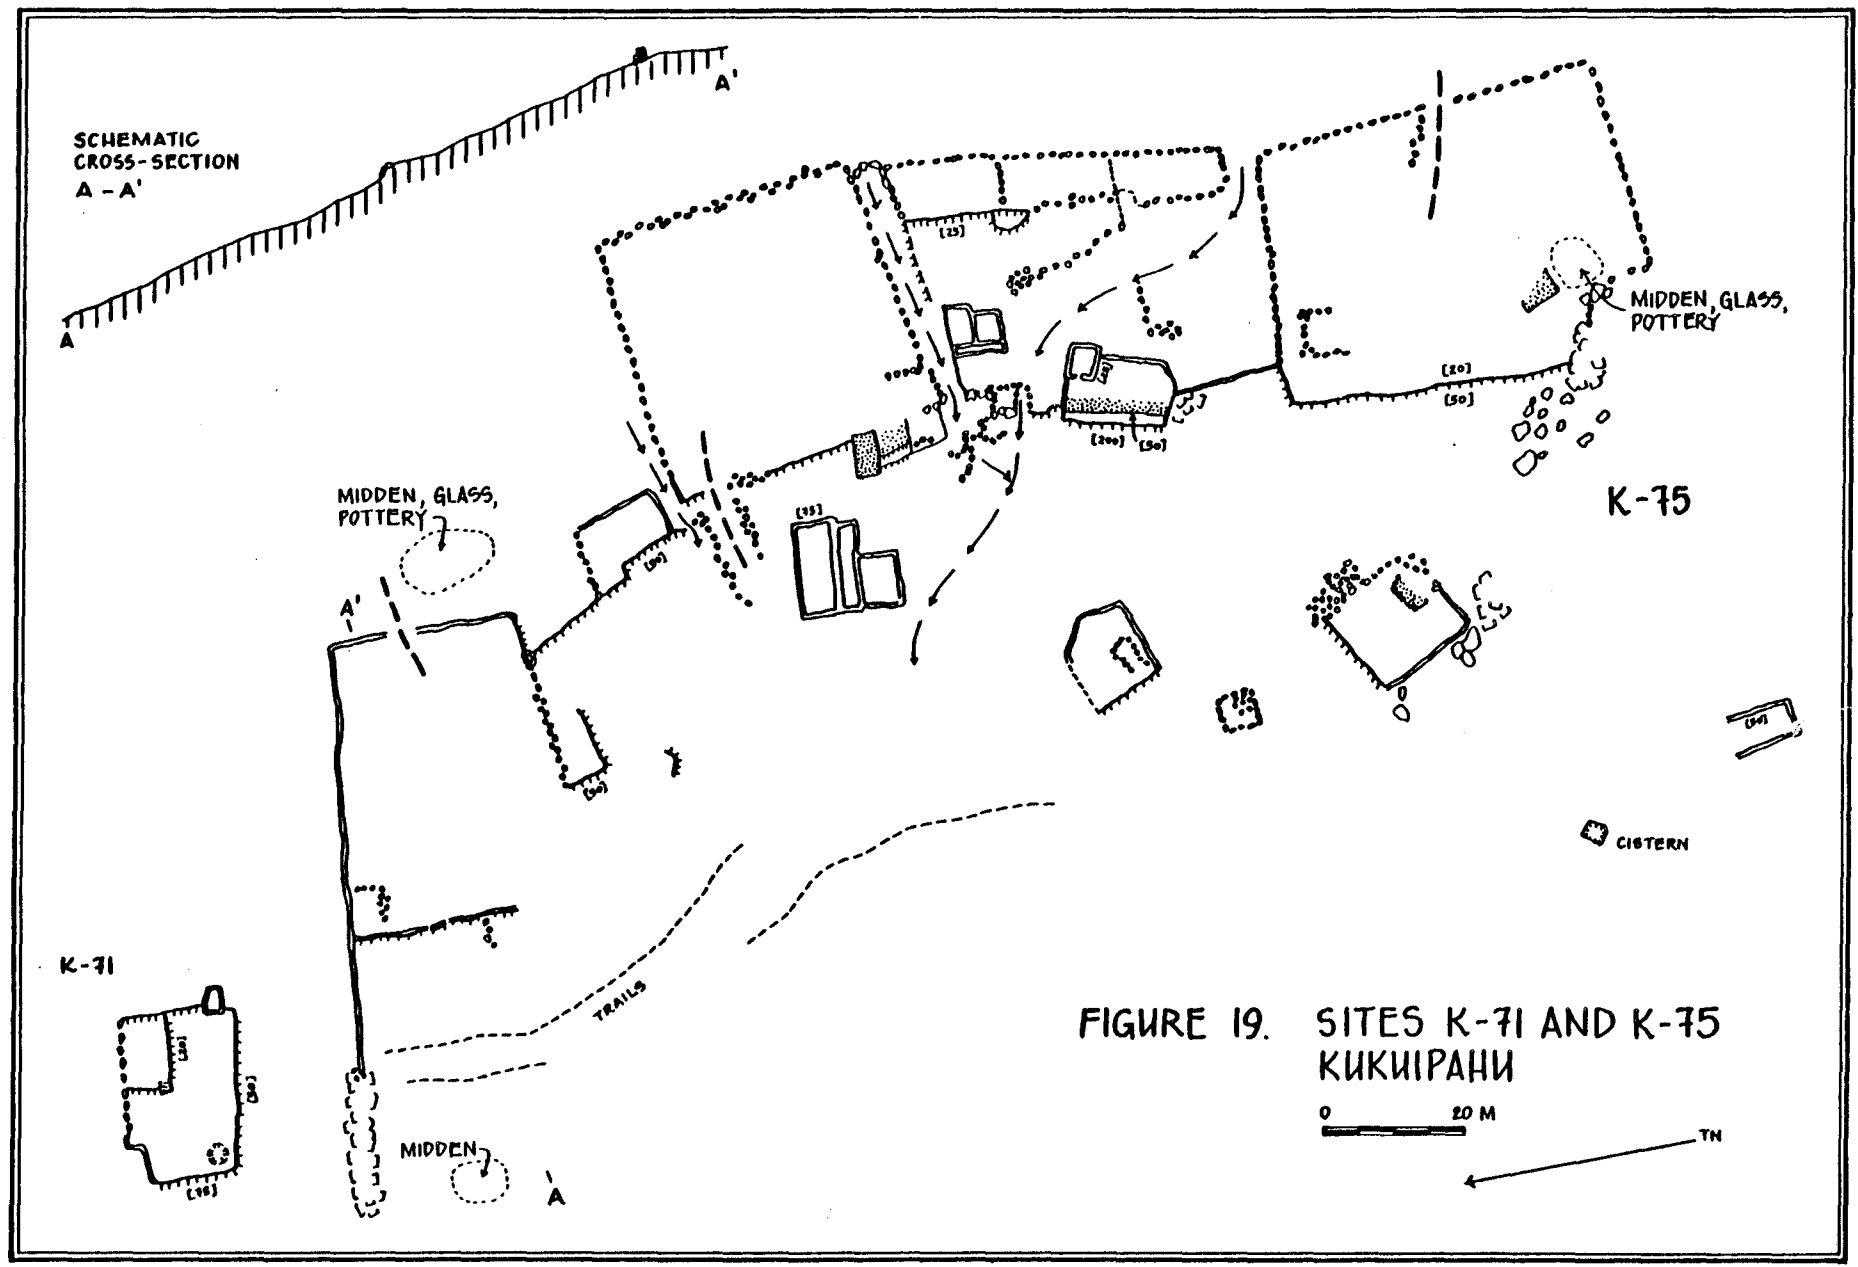 SCHEMATIC
CROSS-SECTION
A - A'
A'
A
[25]
MIDDEN, GLASS,
POTTERY
[20]
[50]
[200] [50]
K-75
MIDDEN, GLASS,
POTTERY
[75]
[50]
A'
[50]
[50]
CISTERN
K-71
TRAILS
[50]
[75]
MIDDEN
A
FIGURE 19. SITES K-71 AND K-75
KUKUIPAHU
0 20 M
TN